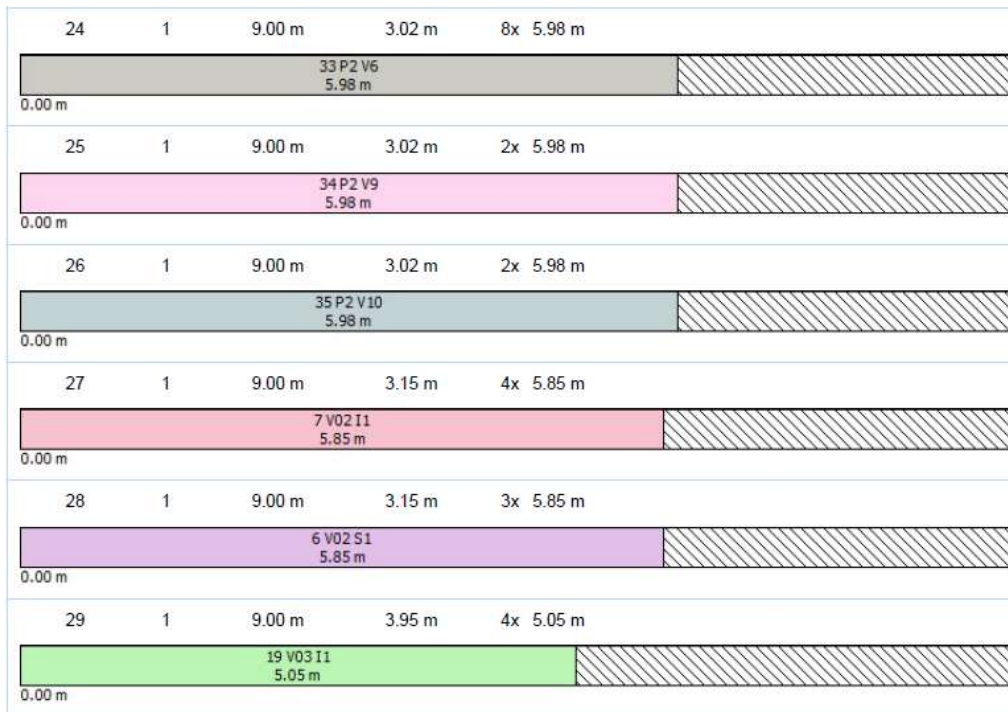 24 1 9.00 m 3.02 m 8x 5.98 m
33 P2 V6
5.98 m
0.00 m
25 1 9.00 m 3.02 m 2x 5.98 m
34 P2 V9
5.98 m
0.00 m
26 1 9.00 m 3.02 m 2x 5.98 m
35 P2 V10
5.98 m
0.00 m
27 1 9.00 m 3.15 m 4x 5.85 m
7 V02 I1
5.85 m
0.00 m
28 1 9.00 m 3.15 m 3x 5.85 m
6 V02 S1
5.85 m
0.00 m
29 1 9.00 m 3.95 m 4x 5.05 m
19 V03 I1
5.05 m
0.00 m